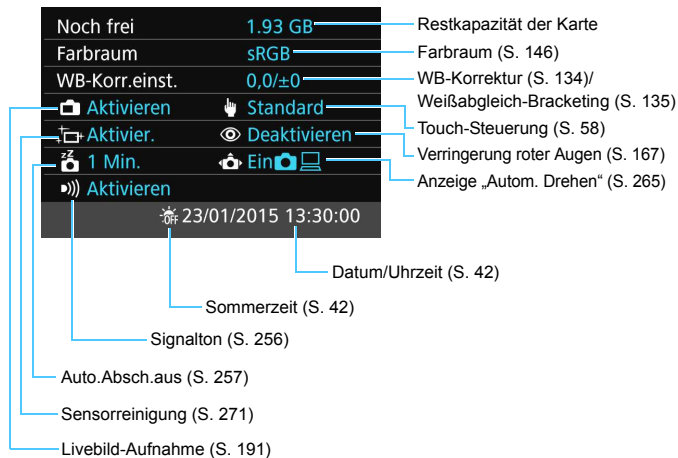 Noch frei 1.93 GB Restkapazität der Karte
Farbraum sRGB Farbraum (S. 146)
WB-Korr.einst. 0,0/±0 WB-Korrektur (S. 134)/
Weißabgleich-Bracketing (S. 135)
Aktivieren Standard Touch-Steuerung (S. 58)
Aktivier. Deaktivieren Verringerung roter Augen (S. 167)
zZ 1 Min. Ein Anzeige „Autom. Drehen“ (S. 265)
Aktivieren
OFF 23/01/2015 13:30:00
Datum/Uhrzeit (S. 42)
Sommerzeit (S. 42)
Signalton (S. 256)
Auto.Absch.aus (S. 257)
Sensorreinigung (S. 271)
Livebild-Aufnahme (S. 191)